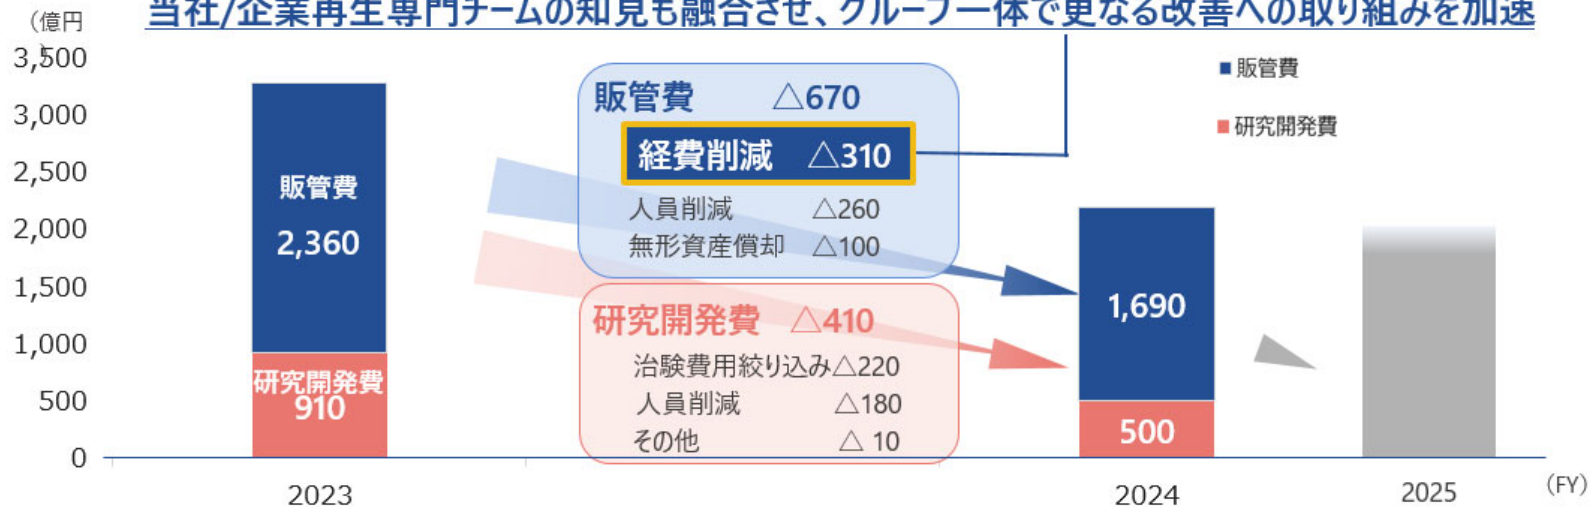 当社/企業再生専門チームの知見も融合させ、グループ一体で更なる改善への取り組みを加速
(億円
)
3,500
3,000
2,500
2,000
1,500
1,000
500
0
販管費
2,360
研究開発費
910
販管費 △670
経費削減 △310
人員削減 △260
無形資産償却 △100
研究開発費 △410
治験費用絞り込み△220
人員削減 △180
その他 △ 10
販管費
研究開発費
1,690
500
2023
2024
2025
(FY)